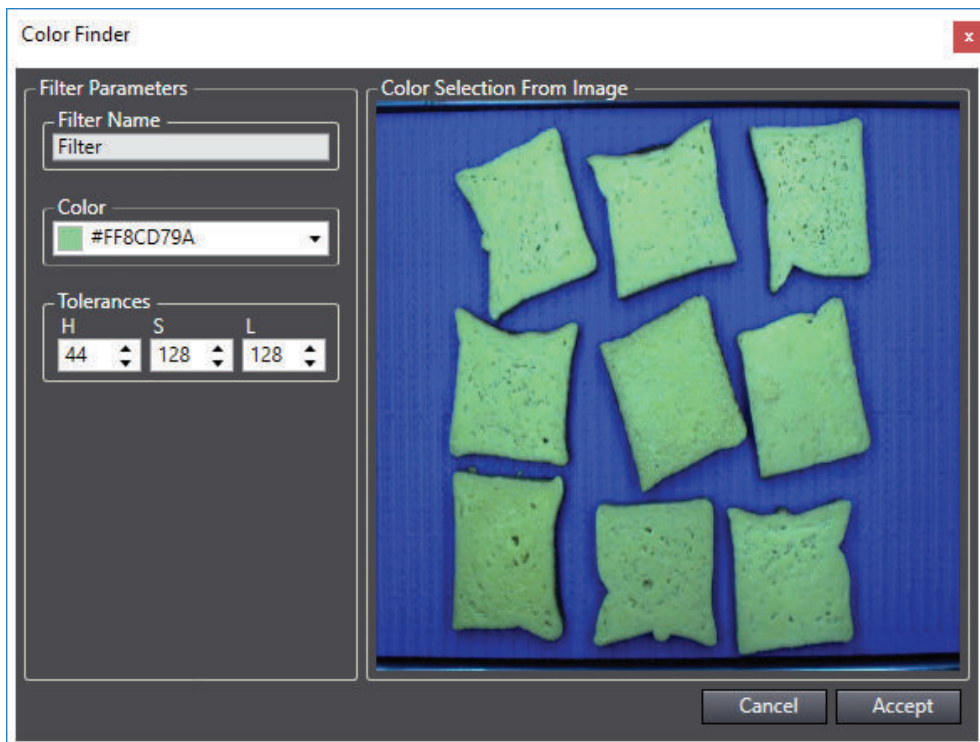 Color Finder
x
Filter Parameters
Filter Name
Filter
Color
#FF8CD79A
Tolerances
H S L
44 128 128
Color Selection From Image
Cancel Accept